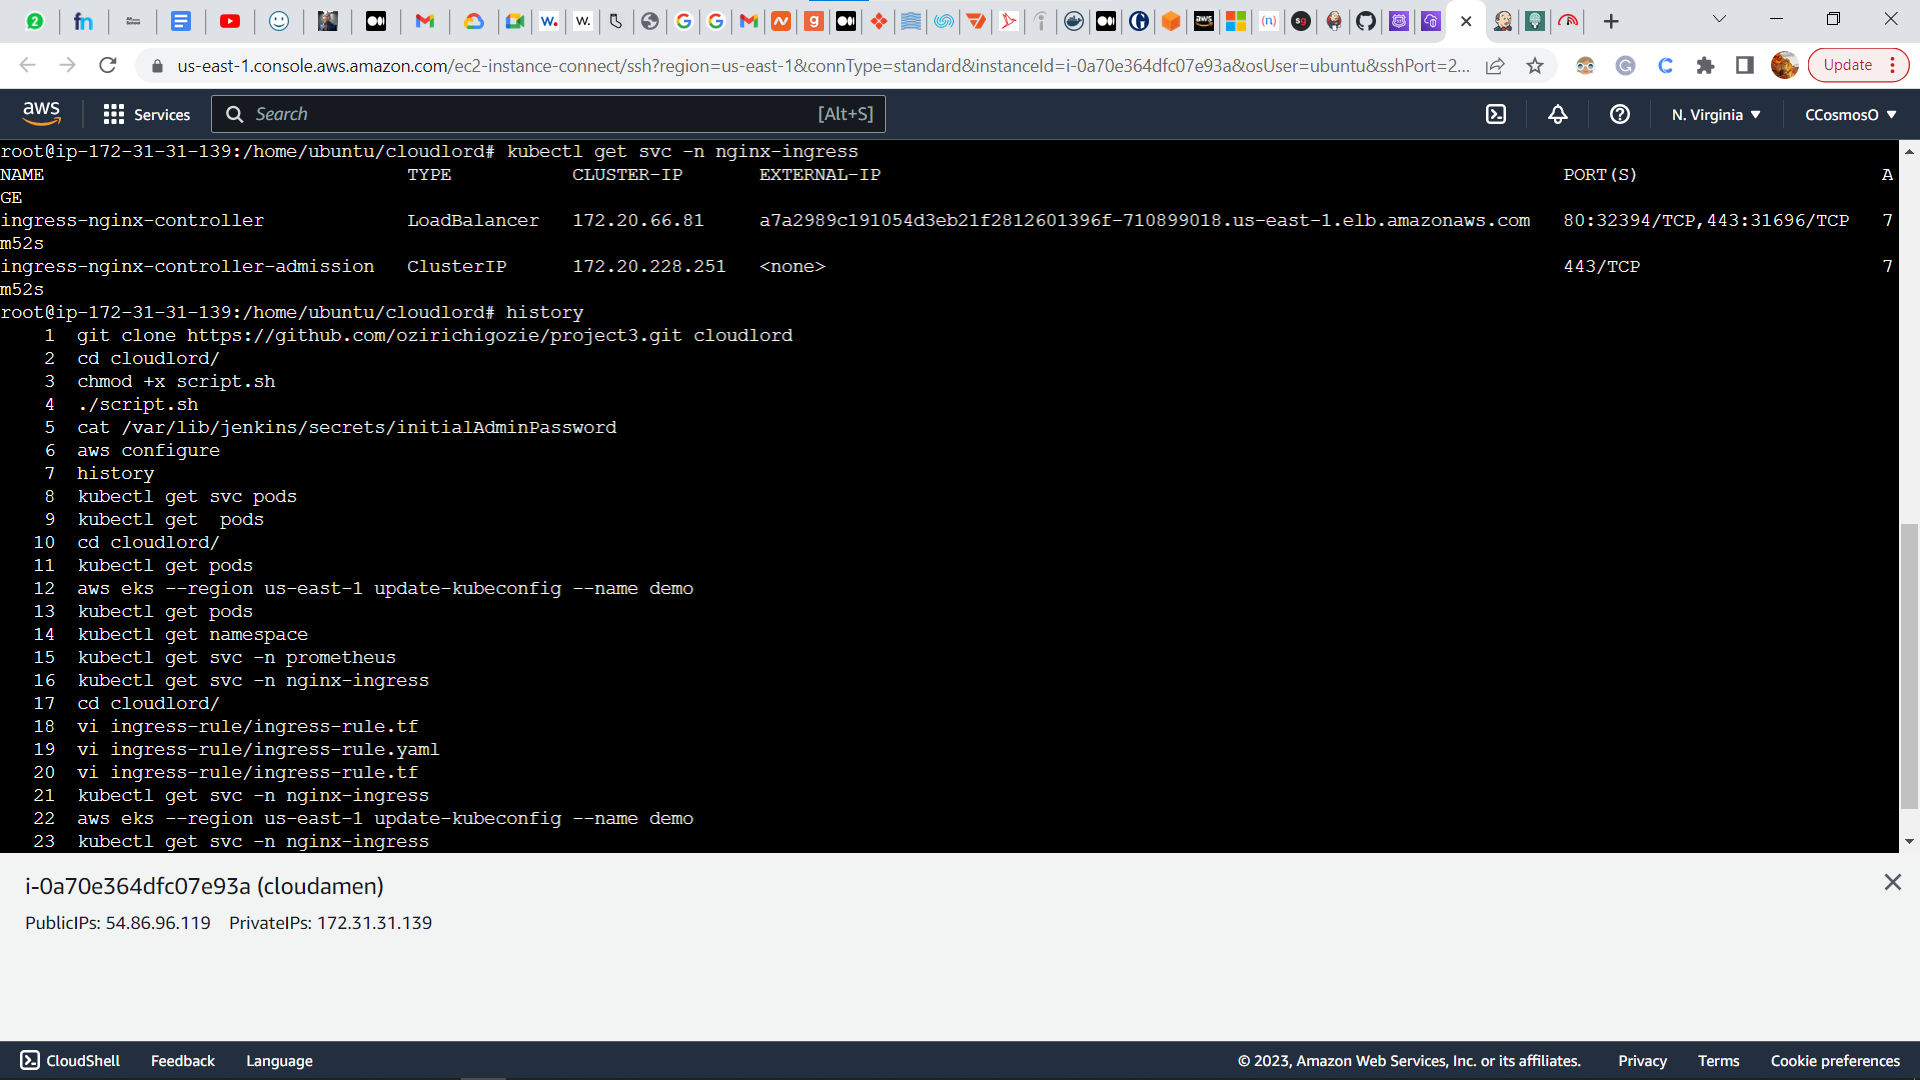 us-east-1.console.aws.amazon.com/ec2-instance-connect/ssh?region=us-east-1&connType=standard&instanceId=i-0a70e364dfc07e93a&osUser=ubuntu&sshPort=2... Update
aws Services Search [Alt+S] N. Virginia CCosmosO
root@ip-172-31-31-139:/home/ubuntu/cloudlord# kubectl get svc -n nginx-ingress
NAME TYPE CLUSTER-IP EXTERNAL-IP PORT(S) A
GE
ingress-nginx-controller LoadBalancer 172.20.66.81 a7a2989c191054d3eb21f2812601396f-710899018.us-east-1.elb.amazonaws.com 80:32394/TCP,443:31696/TCP 7
m52s
ingress-nginx-controller-admission ClusterIP 172.20.228.251 <none> 443/TCP 7
m52s
root@ip-172-31-31-139:/home/ubuntu/cloudlord# history
1 git clone https://github.com/ozirichigozie/project3.git cloudlord
2 cd cloudlord/
3 chmod +x script.sh
4 ./script.sh
5 cat /var/lib/jenkins/secrets/initialAdminPassword
6 aws configure
7 history
8 kubectl get svc pods
9 kubectl get  pods
10 cd cloudlord/
11 kubectl get pods
12 aws eks --region us-east-1 update-kubeconfig --name demo
13 kubectl get pods
14 kubectl get namespace
15 kubectl get svc -n prometheus
16 kubectl get svc -n nginx-ingress
17 cd cloudlord/
18 vi ingress-rule/ingress-rule.tf
19 vi ingress-rule/ingress-rule.yaml
20 vi ingress-rule/ingress-rule.tf
21 kubectl get svc -n nginx-ingress
22 aws eks --region us-east-1 update-kubeconfig --name demo
23 kubectl get svc -n nginx-ingress
i-0a70e364dfc07e93a (cloudamen)
PublicIPs: 54.86.96.119 PrivateIPs: 172.31.31.139
CloudShell Feedback Language © 2023, Amazon Web Services, Inc. or its affiliates. Privacy Terms Cookie preferences